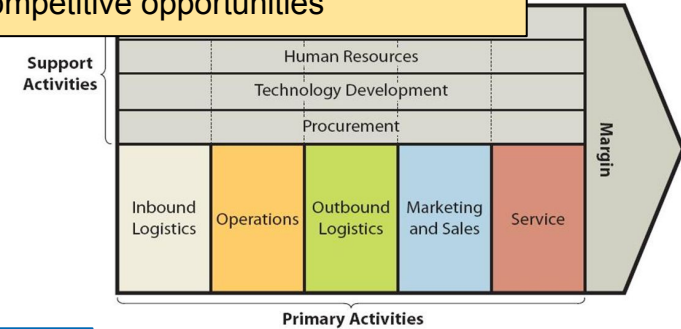 opportunities
Support
Activities
Human Resources
Technology Development
Procurement
Margin
Inbound
Logistics
Operations
Outbound
Logistics
Marketing
and Sales
Service
Primary Activities